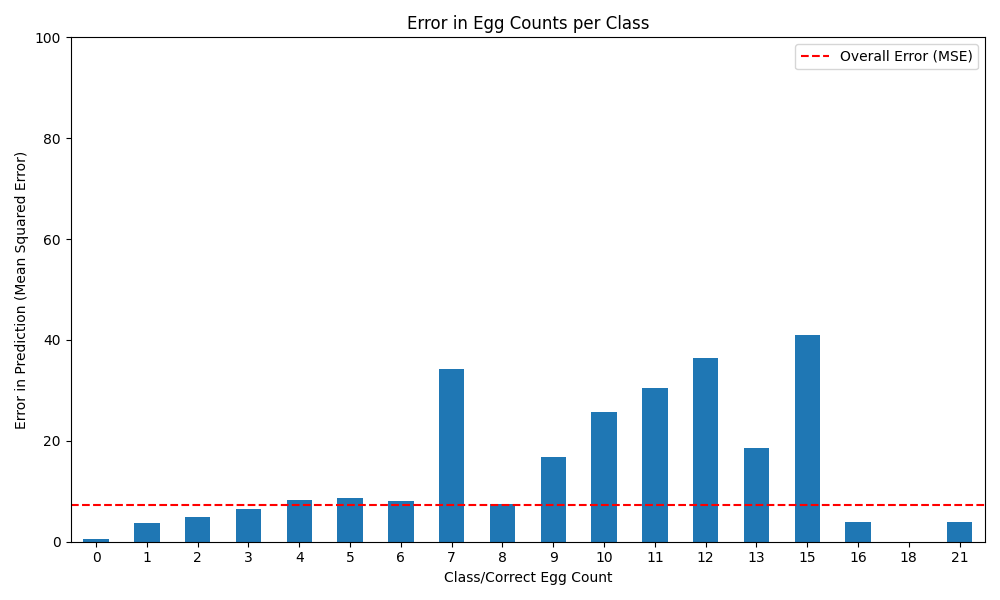 Error in Egg Counts per Class
Overall Error (MSE)
Error in Prediction (Mean Squared Error)
100
80
60
40
20
0
0 1 2 3 4 5 6 7 8 9 10 11 12 13 15 16 18 21
Class/Correct Egg Count